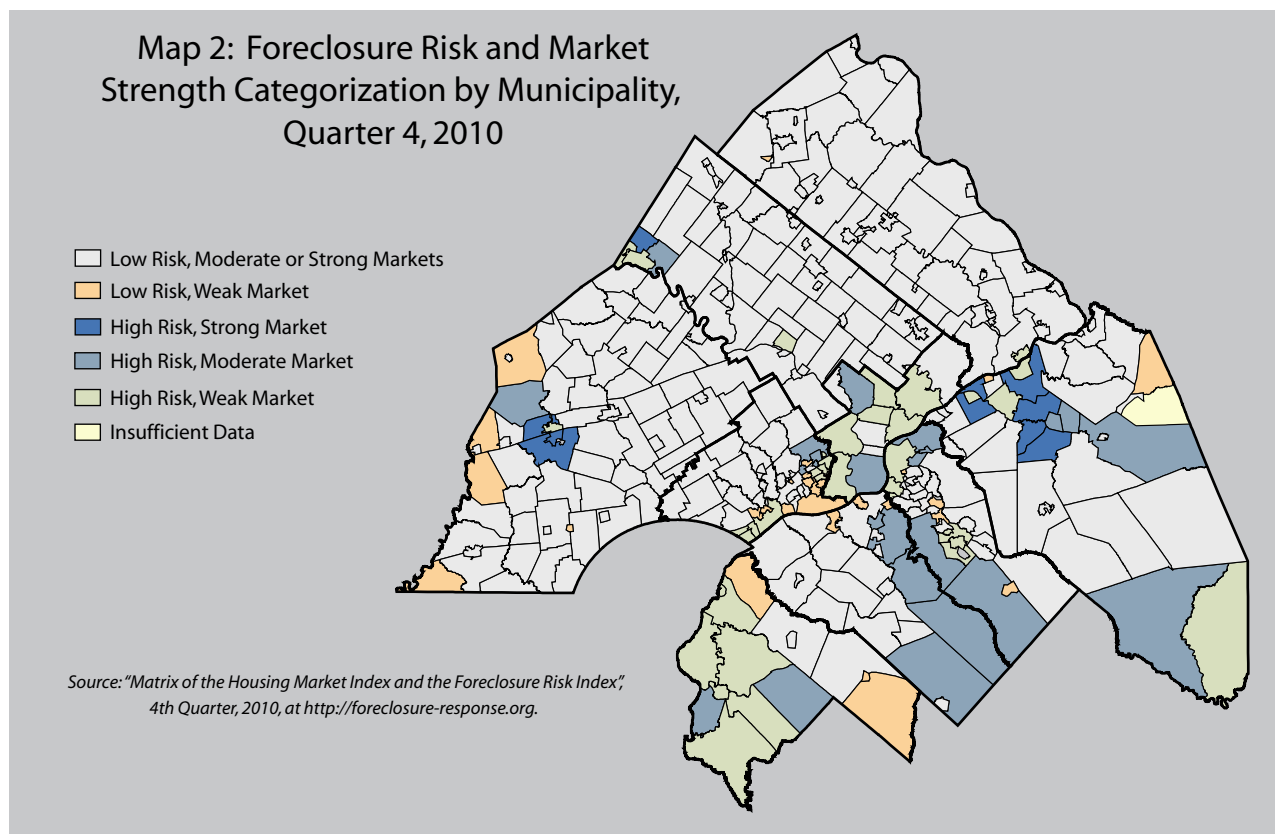 Map 2: Foreclosure Risk and Market
Strength Categorization by Municipality,
Quarter 4, 2010
Low Risk, Moderate or Strong Markets
Low Risk, Weak Market
High Risk, Strong Market
High Risk, Moderate Market
High Risk, Weak Market
Insufficient Data
Source: “Matrix of the Housing Market Index and the Foreclosure Risk Index”,
4th Quarter, 2010, at http://foreclosure-response.org.